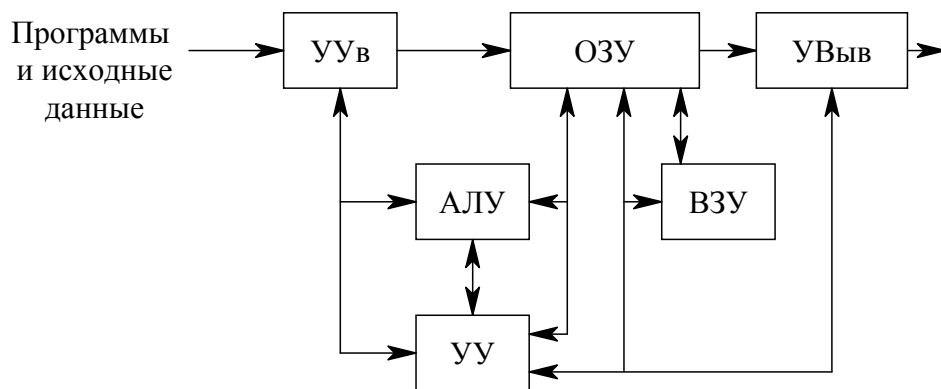 Программы
и исходные
данные
УУв
ОЗУ
УВыв
АЛУ
ВЗУ
УУ